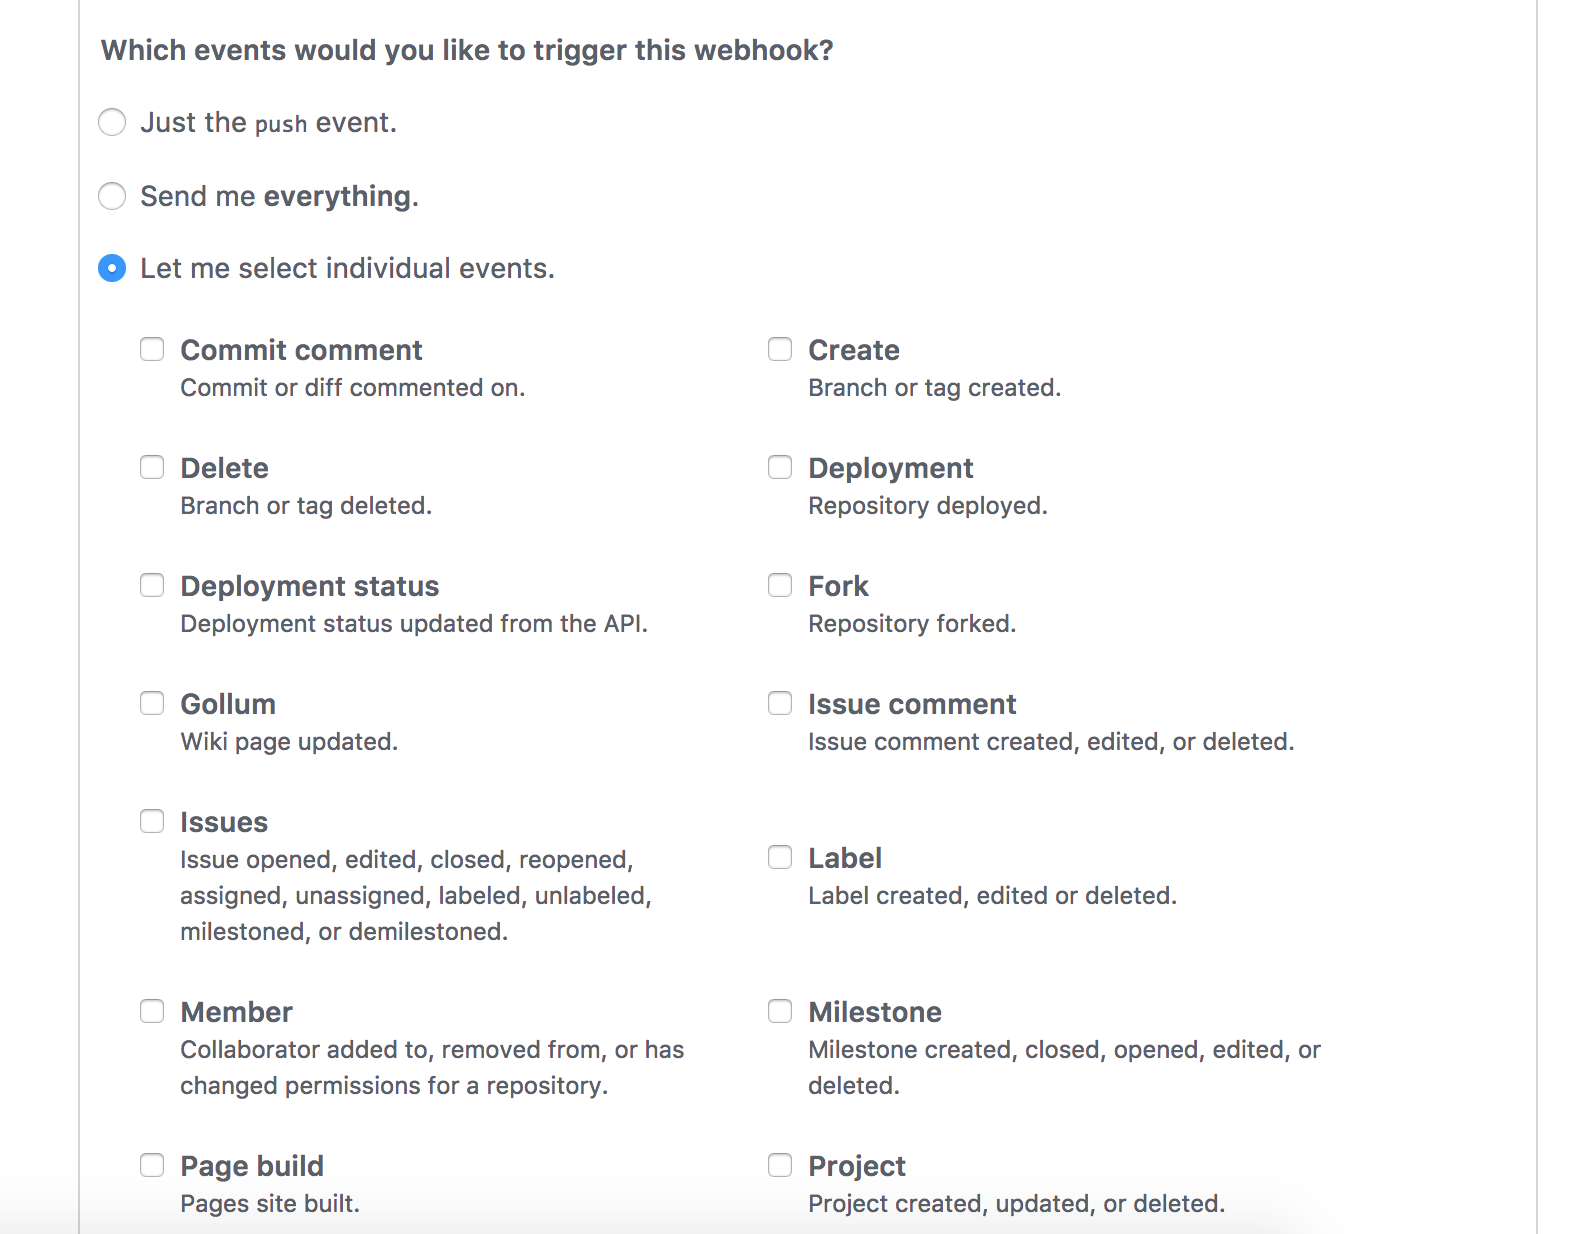 Which events would you like to trigger this webhook?
Just the push event.
Send me everything.
Let me select individual events.
Commit comment
Commit or diff commented on.
Create
Branch or tag created.
Delete
Branch or tag deleted.
Deployment
Repository deployed.
Deployment status
Deployment status updated from the API.
Fork
Repository forked.
Gollum
Wiki page updated.
Issue comment
Issue comment created, edited, or deleted.
Issues
Issue opened, edited, closed, reopened,
assigned, unassigned, labeled, unlabeled,
milestoned, or demilestoned.
Label
Label created, edited or deleted.
Member
Collaborator added to, removed from, or has
changed permissions for a repository.
Milestone
Milestone created, closed, opened, edited, or
deleted.
Page build
Pages site built.
Project
Project created, updated, or deleted.